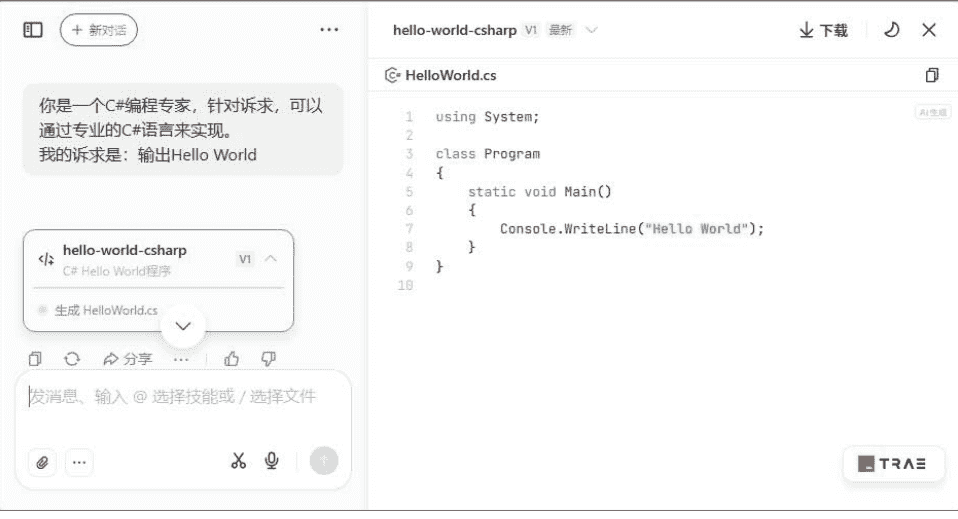 新对话
你是一个C#编程专家，针对诉求，可以
通过专业的C#语言来实现。
我的诉求是：输出Hello World
hello-world-csharp
V1
C# Hello World程序
生成 HelloWorld.cs
分享
发消息、输入 @ 选择技能或 / 选择文件
hello-world-csharp V1 最新
下载
HelloWorld.cs
AI 生成
1 using System;
2
3 class Program
4 {
5 static void Main()
6 {
7 Console.WriteLine("Hello World");
8 }
9 }
10
TRAE